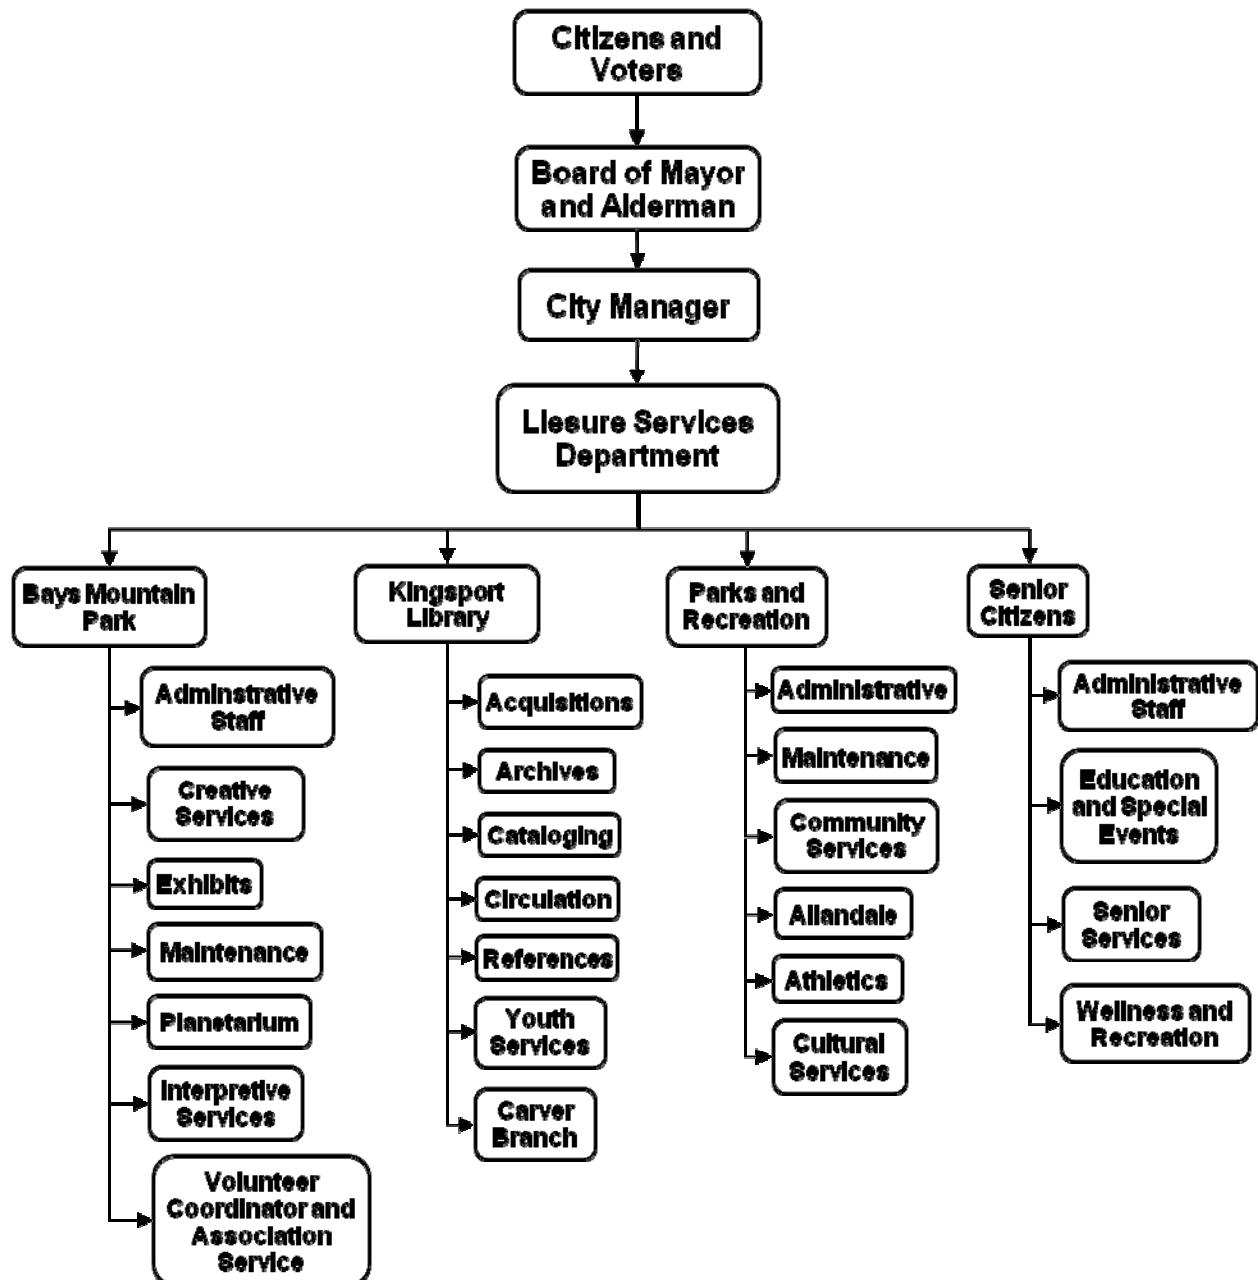 Citizens and
Voters
Board of Mayor
and Alderman
City Manager
Liesure Services
Department
Bays Mountain
Park
Adminstrative
Staff
Creative
Services
Exhibits
Maintenance
Planetarium
Interpretive
Services
Volunteer
Coordinator and
Association
Service
Kingsport
Library
Acquisitions
Archives
Cataloging
Circulation
References
Youth
Services
Carver
Branch
Parks and
Recreation
Administrative
Maintenance
Community
Services
Allandale
Athletics
Cultural
Services
Senior
Citizens
Administrative
Staff
Education
and Special
Events
Senior
Services
Wellness and
Recreation